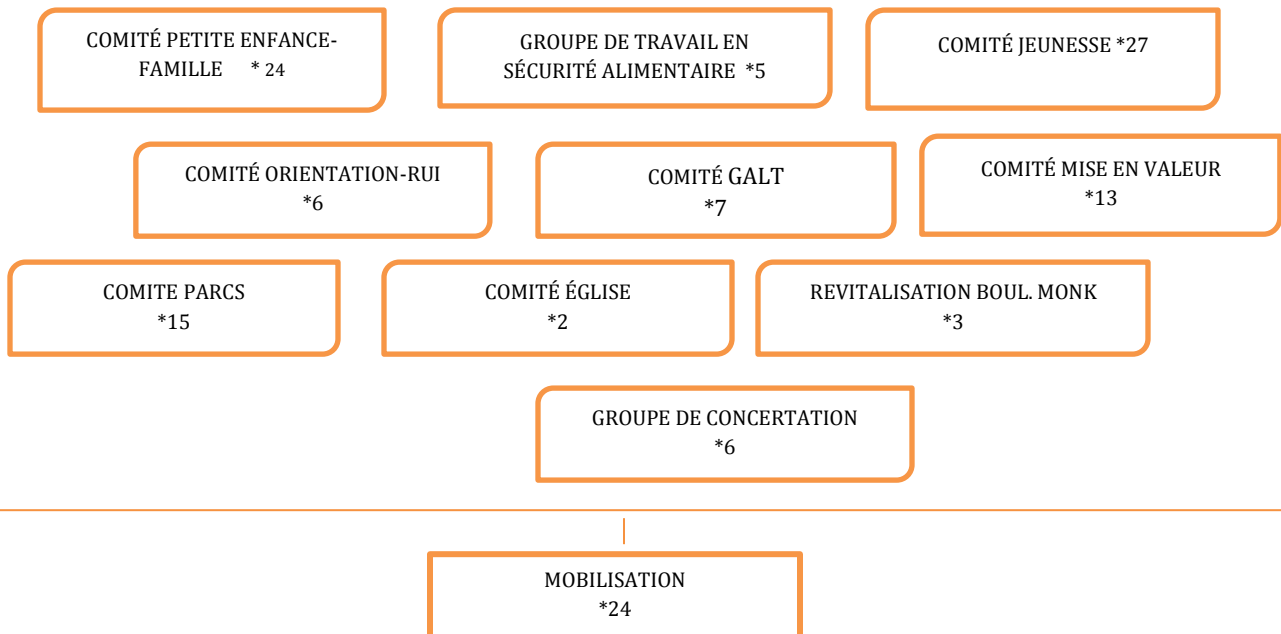 COMITÉ PETITE ENFANCE-
FAMILLE * 24
GROUPE DE TRAVAIL EN
SÉCURITÉ ALIMENTAIRE *5
COMITÉ JEUNESSE *27
COMITÉ ORIENTATION-RUI
*6
COMITÉ GALT
*7
COMITÉ MISE EN VALEUR
*13
COMITE PARCS
*15
COMITÉ ÉGLISE
*2
REVITALISATION BOUL. MONK
*3
GROUPE DE CONCERTATION
*6
MOBILISATION
*24